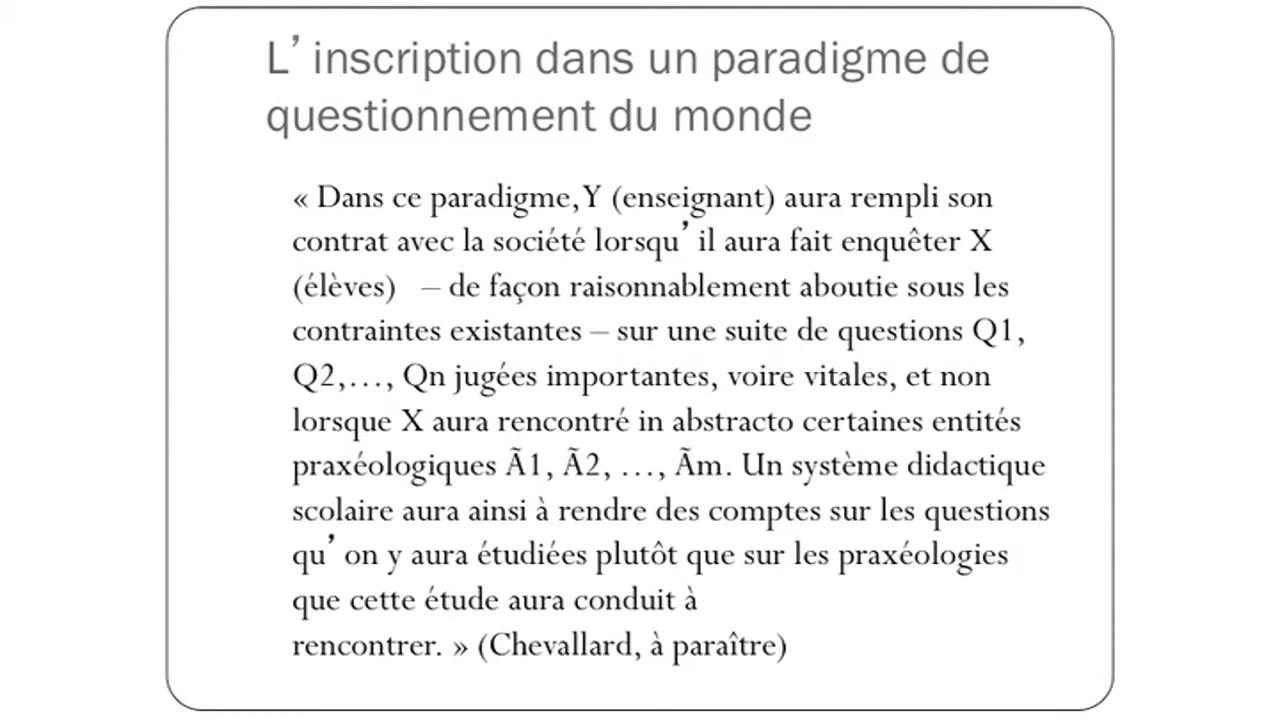 L’ inscription dans un paradigme de
questionnement du monde
« Dans ce paradigme,Y (enseignant) aura rempli son
contrat avec la société lorsqu’ il aura fait enquêter X
(élèves) – de façon raisonnablement aboutie sous les
contraintes existantes – sur une suite de questions Q1,
Q2,…, Qn jugées importantes, voire vitales, et non
lorsque X aura rencontré in abstracto certaines entités
praxéologiques Ã1, Ã2, …, Ãm. Un système didactique
scolaire aura ainsi à rendre des comptes sur les questions
qu’ on y aura étudiées plutôt que sur les praxéologies
que cette étude aura conduit à
rencontrer. » (Chevallard, à paraître)